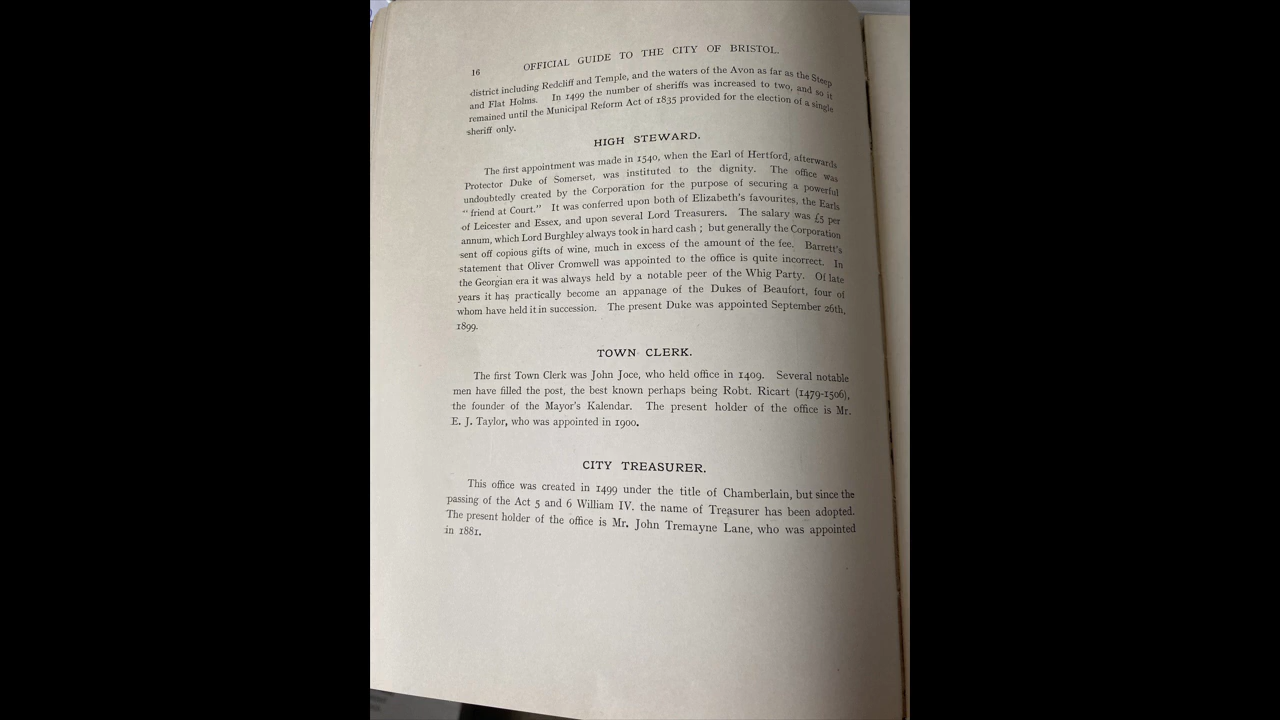 16 OFFICIAL GUIDE TO THE CITY OF BRISTOL.
district including Redcliff and Temple, and the waters of the Avon as far as the Steep
and Flat Holms. In 1499 the number of sheriffs was increased to two, and so it
remained until the Municipal Reform Act of 1835 provided for the election of a single
sheriff only.
HIGH STEWARD.
The first appointment was made in 1540, when the Earl of Hertford, afterwards
Protector Duke of Somerset, was instituted to the dignity. The office was
undoubtedly created by the Corporation for the purpose of securing a powerful
"friend at Court." It was conferred upon both of Elizabeth's favourites, the Earls
of Leicester and Essex, and upon several Lord Treasurers. The salary was £5 per
annum, which Lord Burghley always took in hard cash ; but generally the Corporation
sent off copious gifts of wine, much in excess of the amount of the fee. Barrett's
statement that Oliver Cromwell was appointed to the office is quite incorrect. In
the Georgian era it was always held by a notable peer of the Whig Party. Of late
years it has practically become an appanage of the Dukes of Beaufort, four of
whom have held it in succession. The present Duke was appointed September 26th,
1899.
TOWN CLERK.
The first Town Clerk was John Joce, who held office in 1409. Several notable
men have filled the post, the best known perhaps being Robt. Ricart (1479-1506),
the founder of the Mayor's Kalendar. The present holder of the office is Mr.
E. J. Taylor, who was appointed in 1900.
CITY TREASURER.
This office was created in 1499 under the title of Chamberlain, but since the
passing of the Act 5 and 6 William IV. the name of Treasurer has been adopted.
The present holder of the office is Mr. John Tremayne Lane, who was appointed
in 1881.